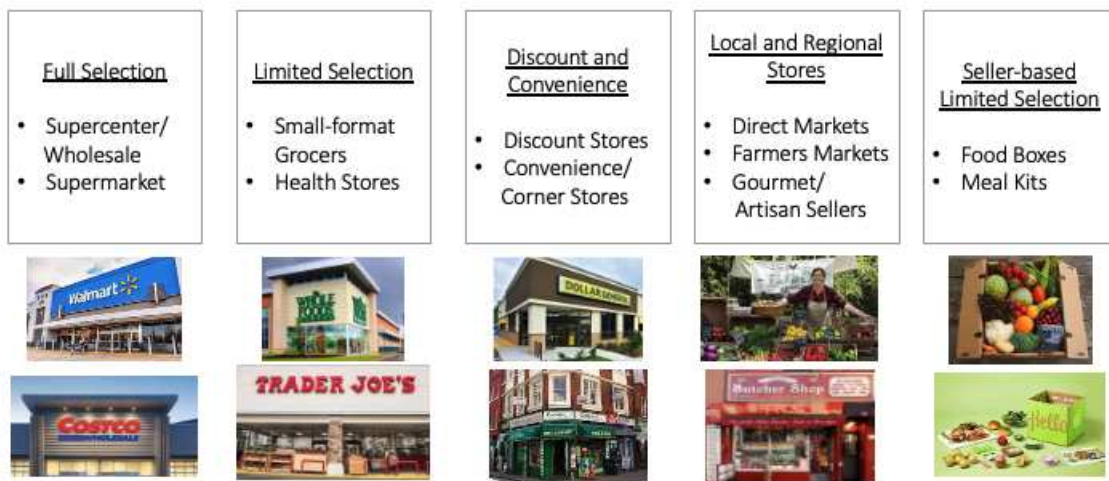 Full Selection
• Supercenter/
Wholesale
• Supermarket
Limited Selection
• Small-format
Grocers
• Health Stores
Discount and
Convenience
• Discount Stores
• Convenience/
Corner Stores
Local and Regional
Stores
• Direct Markets
• Farmers Markets
• Gourmet/
Artisan Sellers
Seller-based
Limited Selection
• Food Boxes
• Meal Kits
Walmart
WHOLE
FOODS
DOLLAR GENERAL
COSTCO
WHOLESALE
TRADER JOE'S
Butcher Shop
Hello